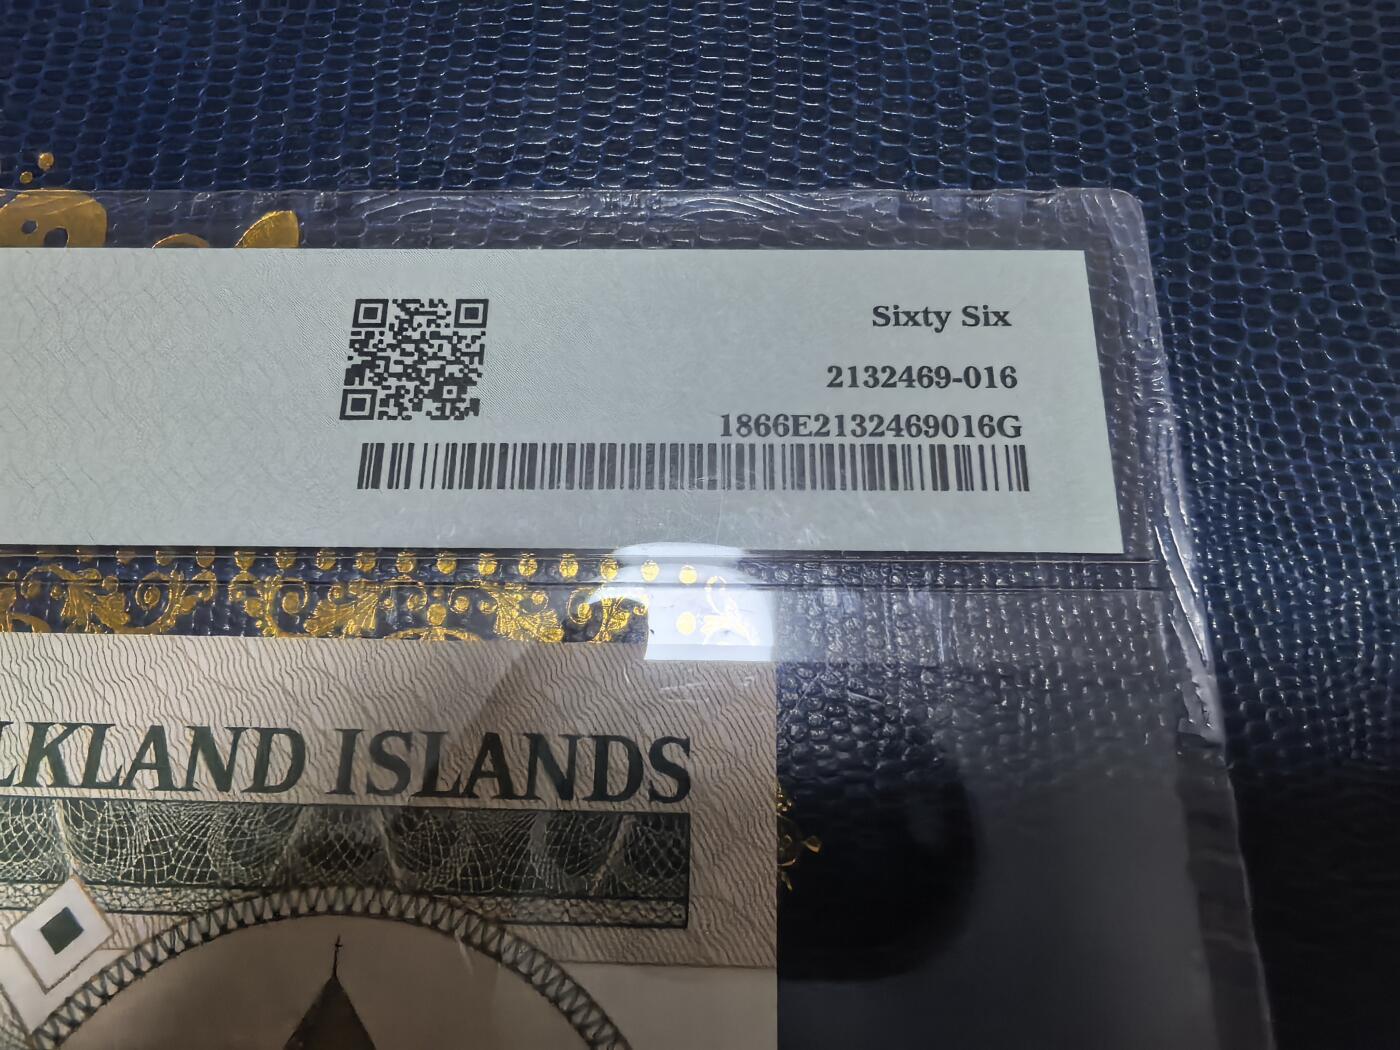 Sixty Six
2132469-016
1866E2132469016G
LKLAND ISLANDS